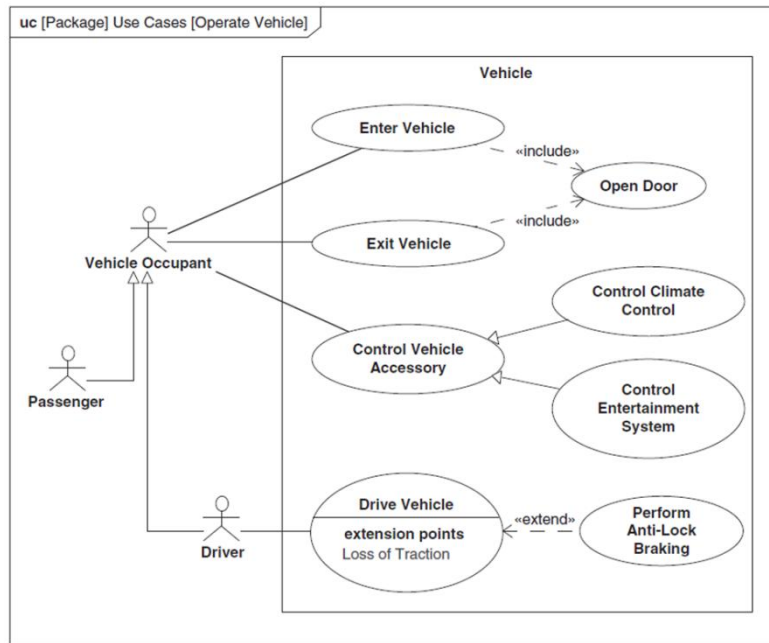 uc [Package] Use Cases [Operate Vehicle]
Vehicle
Enter Vehicle
«include»
Open Door
«include»
Exit Vehicle
Vehicle Occupant
Control Climate
Control
Control Vehicle
Accessory
Passenger
Control
Entertainment
System
Drive Vehicle
extension points
Loss of Traction
«extend»
Perform
Anti-Lock
Braking
Driver